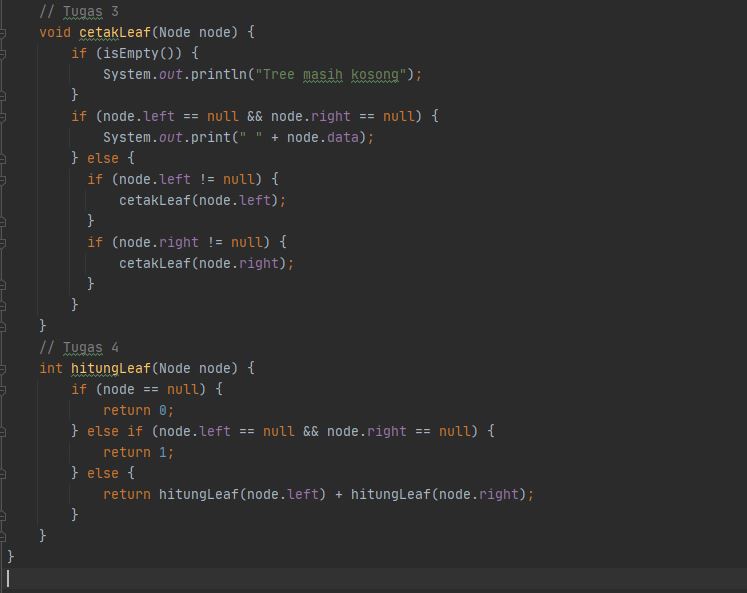 // Tugas 3
void cetakLeaf(Node node) {
if (isEmpty()) {
System.out.println("Tree masih kosong");
}
if (node.left == null && node.right == null) {
System.out.print(" " + node.data);
} else {
if (node.left != null) {
cetakLeaf(node.left);
}
if (node.right != null) {
cetakLeaf(node.right);
}
}
}
// Tugas 4
int hitungLeaf(Node node) {
if (node == null) {
return 0;
} else if (node.left == null && node.right == null) {
return 1;
} else {
return hitungLeaf(node.left) + hitungLeaf(node.right);
}
}
}